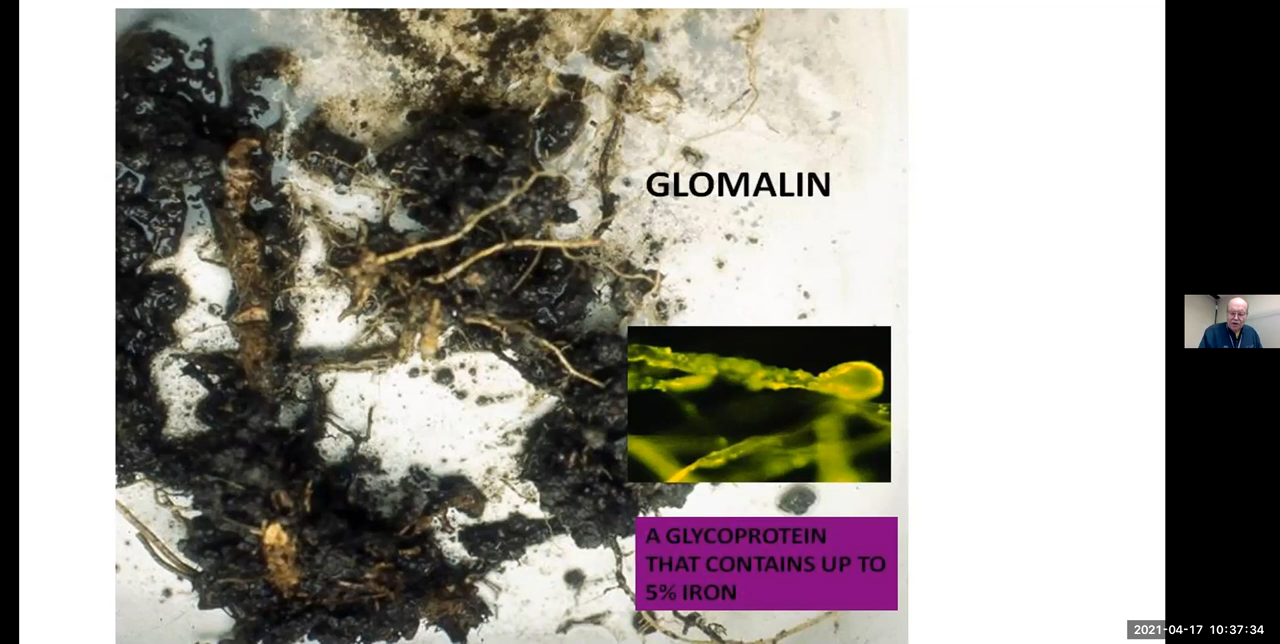 GLOMALIN
A GLYCOPROTEIN
THAT CONTAINS UP TO
5% IRON
2021-04-17 10:37:34